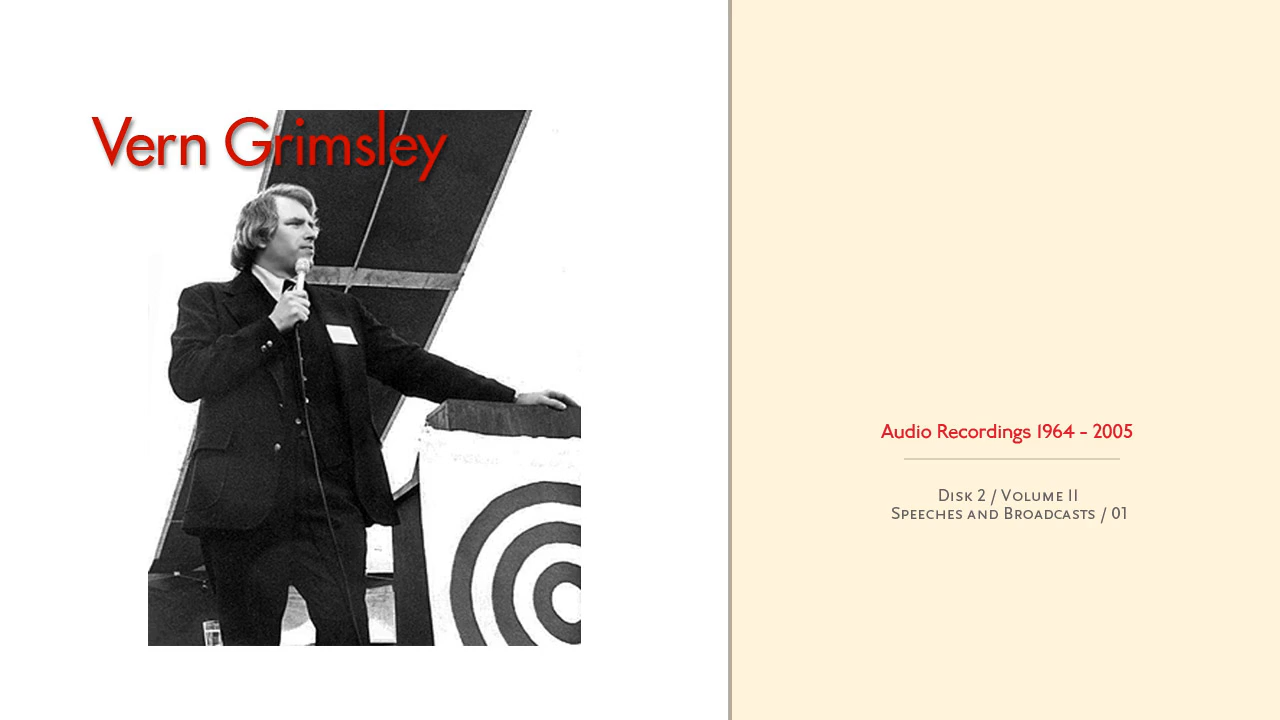 Vern Grimsley
Audio Recordings 1964 - 2005
Disk 2 / Volume II
Speeches and Broadcasts / 01